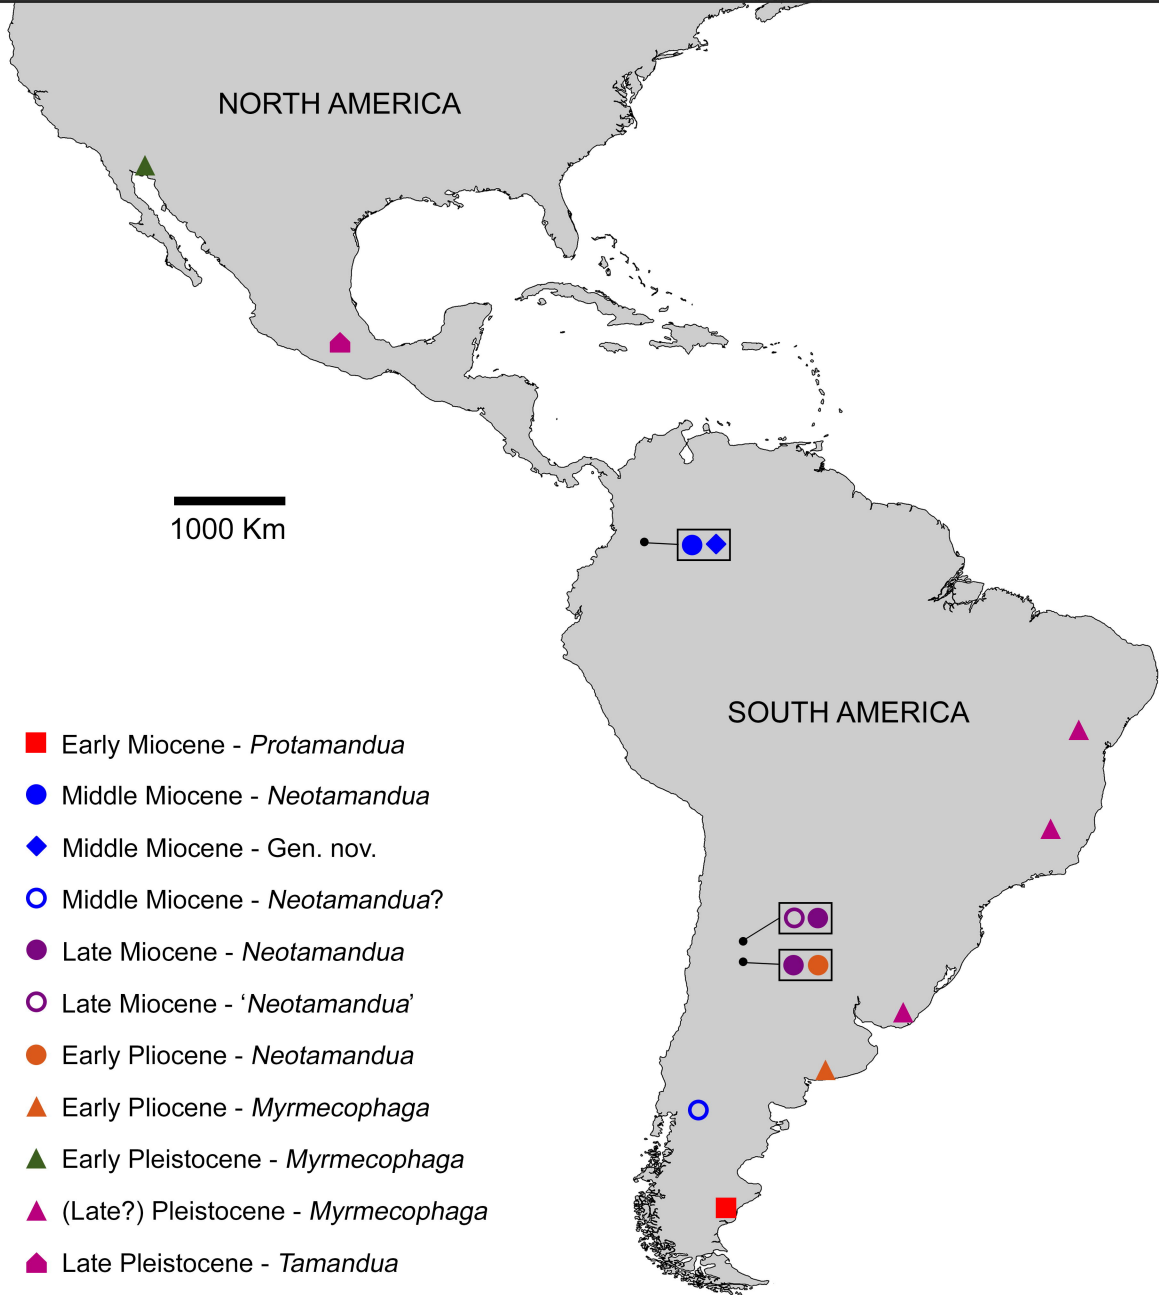 NORTH AMERICA
1000 Km
SOUTH AMERICA
Early Miocene - Protamandua
Middle Miocene - Neotamandua
Middle Miocene - Gen. nov.
Middle Miocene - Neotamandua?
Late Miocene - Neotamandua
Late Miocene - ‘Neotamandua’
Early Pliocene - Neotamandua
Early Pliocene - Myrmecophaga
Early Pleistocene - Myrmecophaga
(Late?) Pleistocene - Myrmecophaga
Late Pleistocene - Tamandua